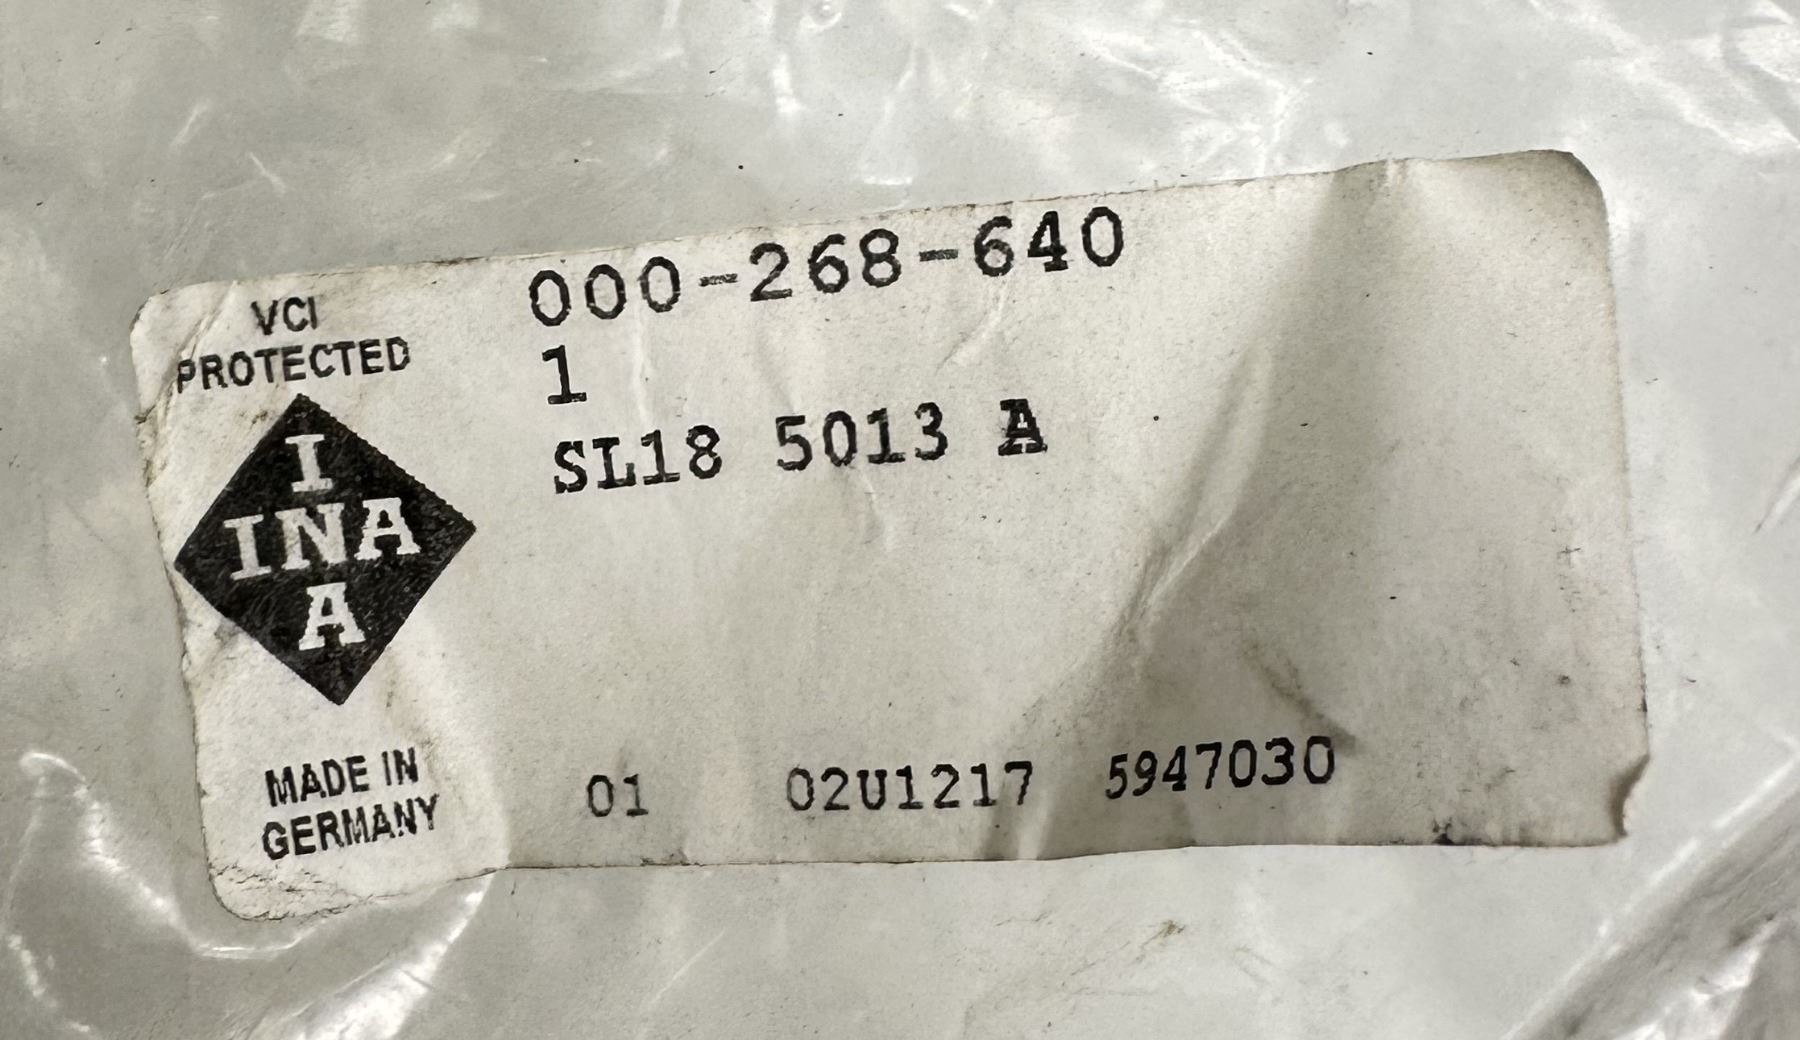 000-268-640
VCI
PROTECTED
1
SL18 5013 A
I
INA
A
MADE IN
GERMANY
01 02U1217 5947030